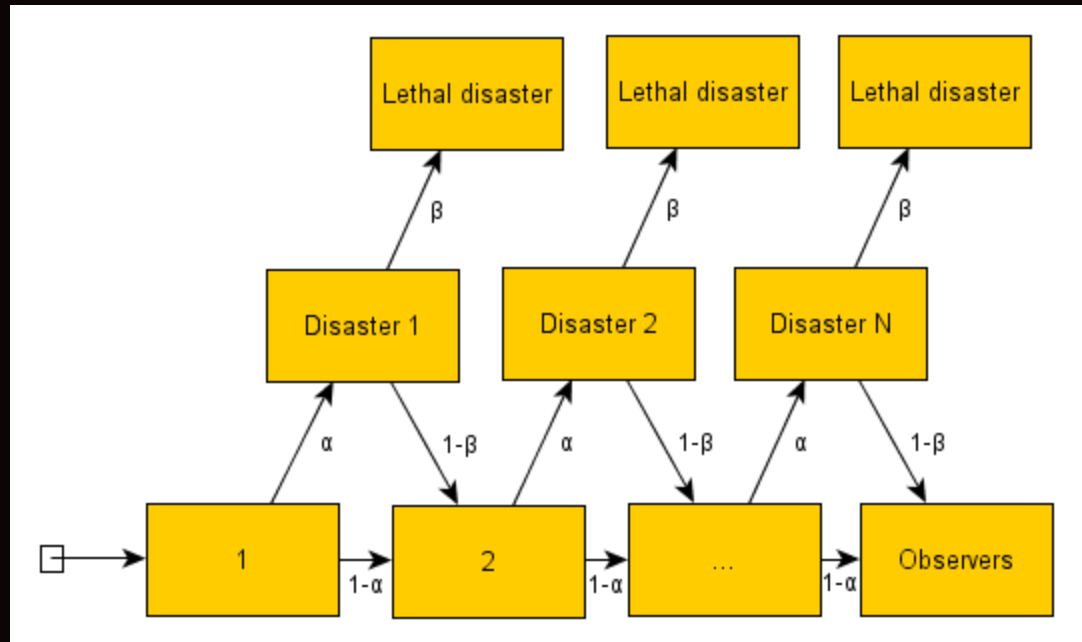 Lethal disaster
Lethal disaster
Lethal disaster
β
β
β
Disaster 1
Disaster 2
Disaster N
α
1-β
α
1-β
α
1-β
1
2
...
Observers
1-α
1-α
1-α